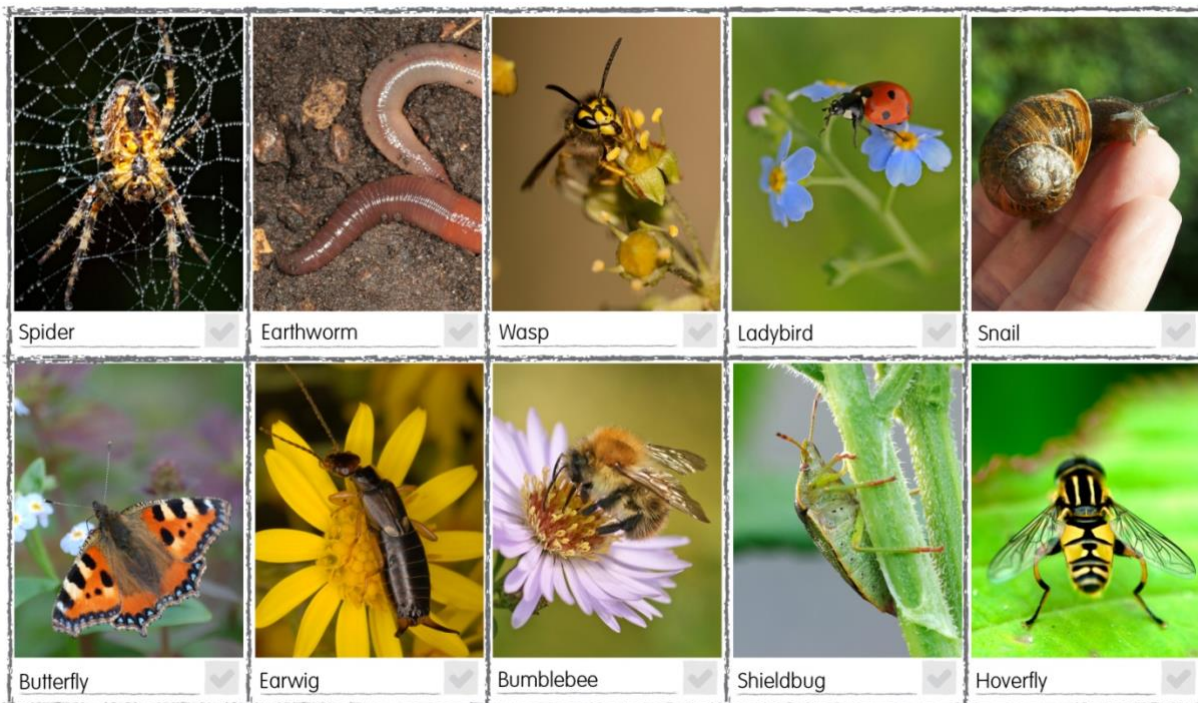 Spider
Earthworm
Wasp
Ladybird
Snail
Butterfly
Earwig
Bumblebee
Shieldbug
Hoverfly